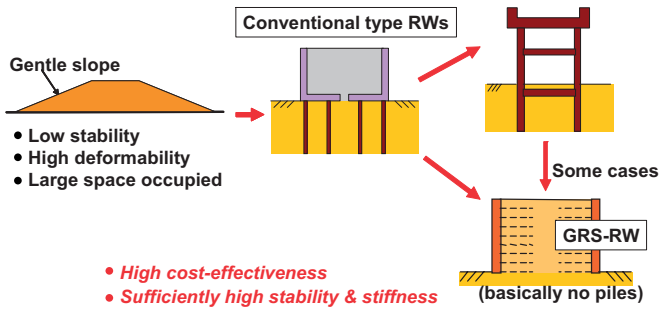 Conventional type RWs
Gentle slope
• Low stability
• High deformability
• Large space occupied
Some cases
GRS-RW
(basically no piles)
• High cost-effectiveness
• Sufficiently high stability & stiffness